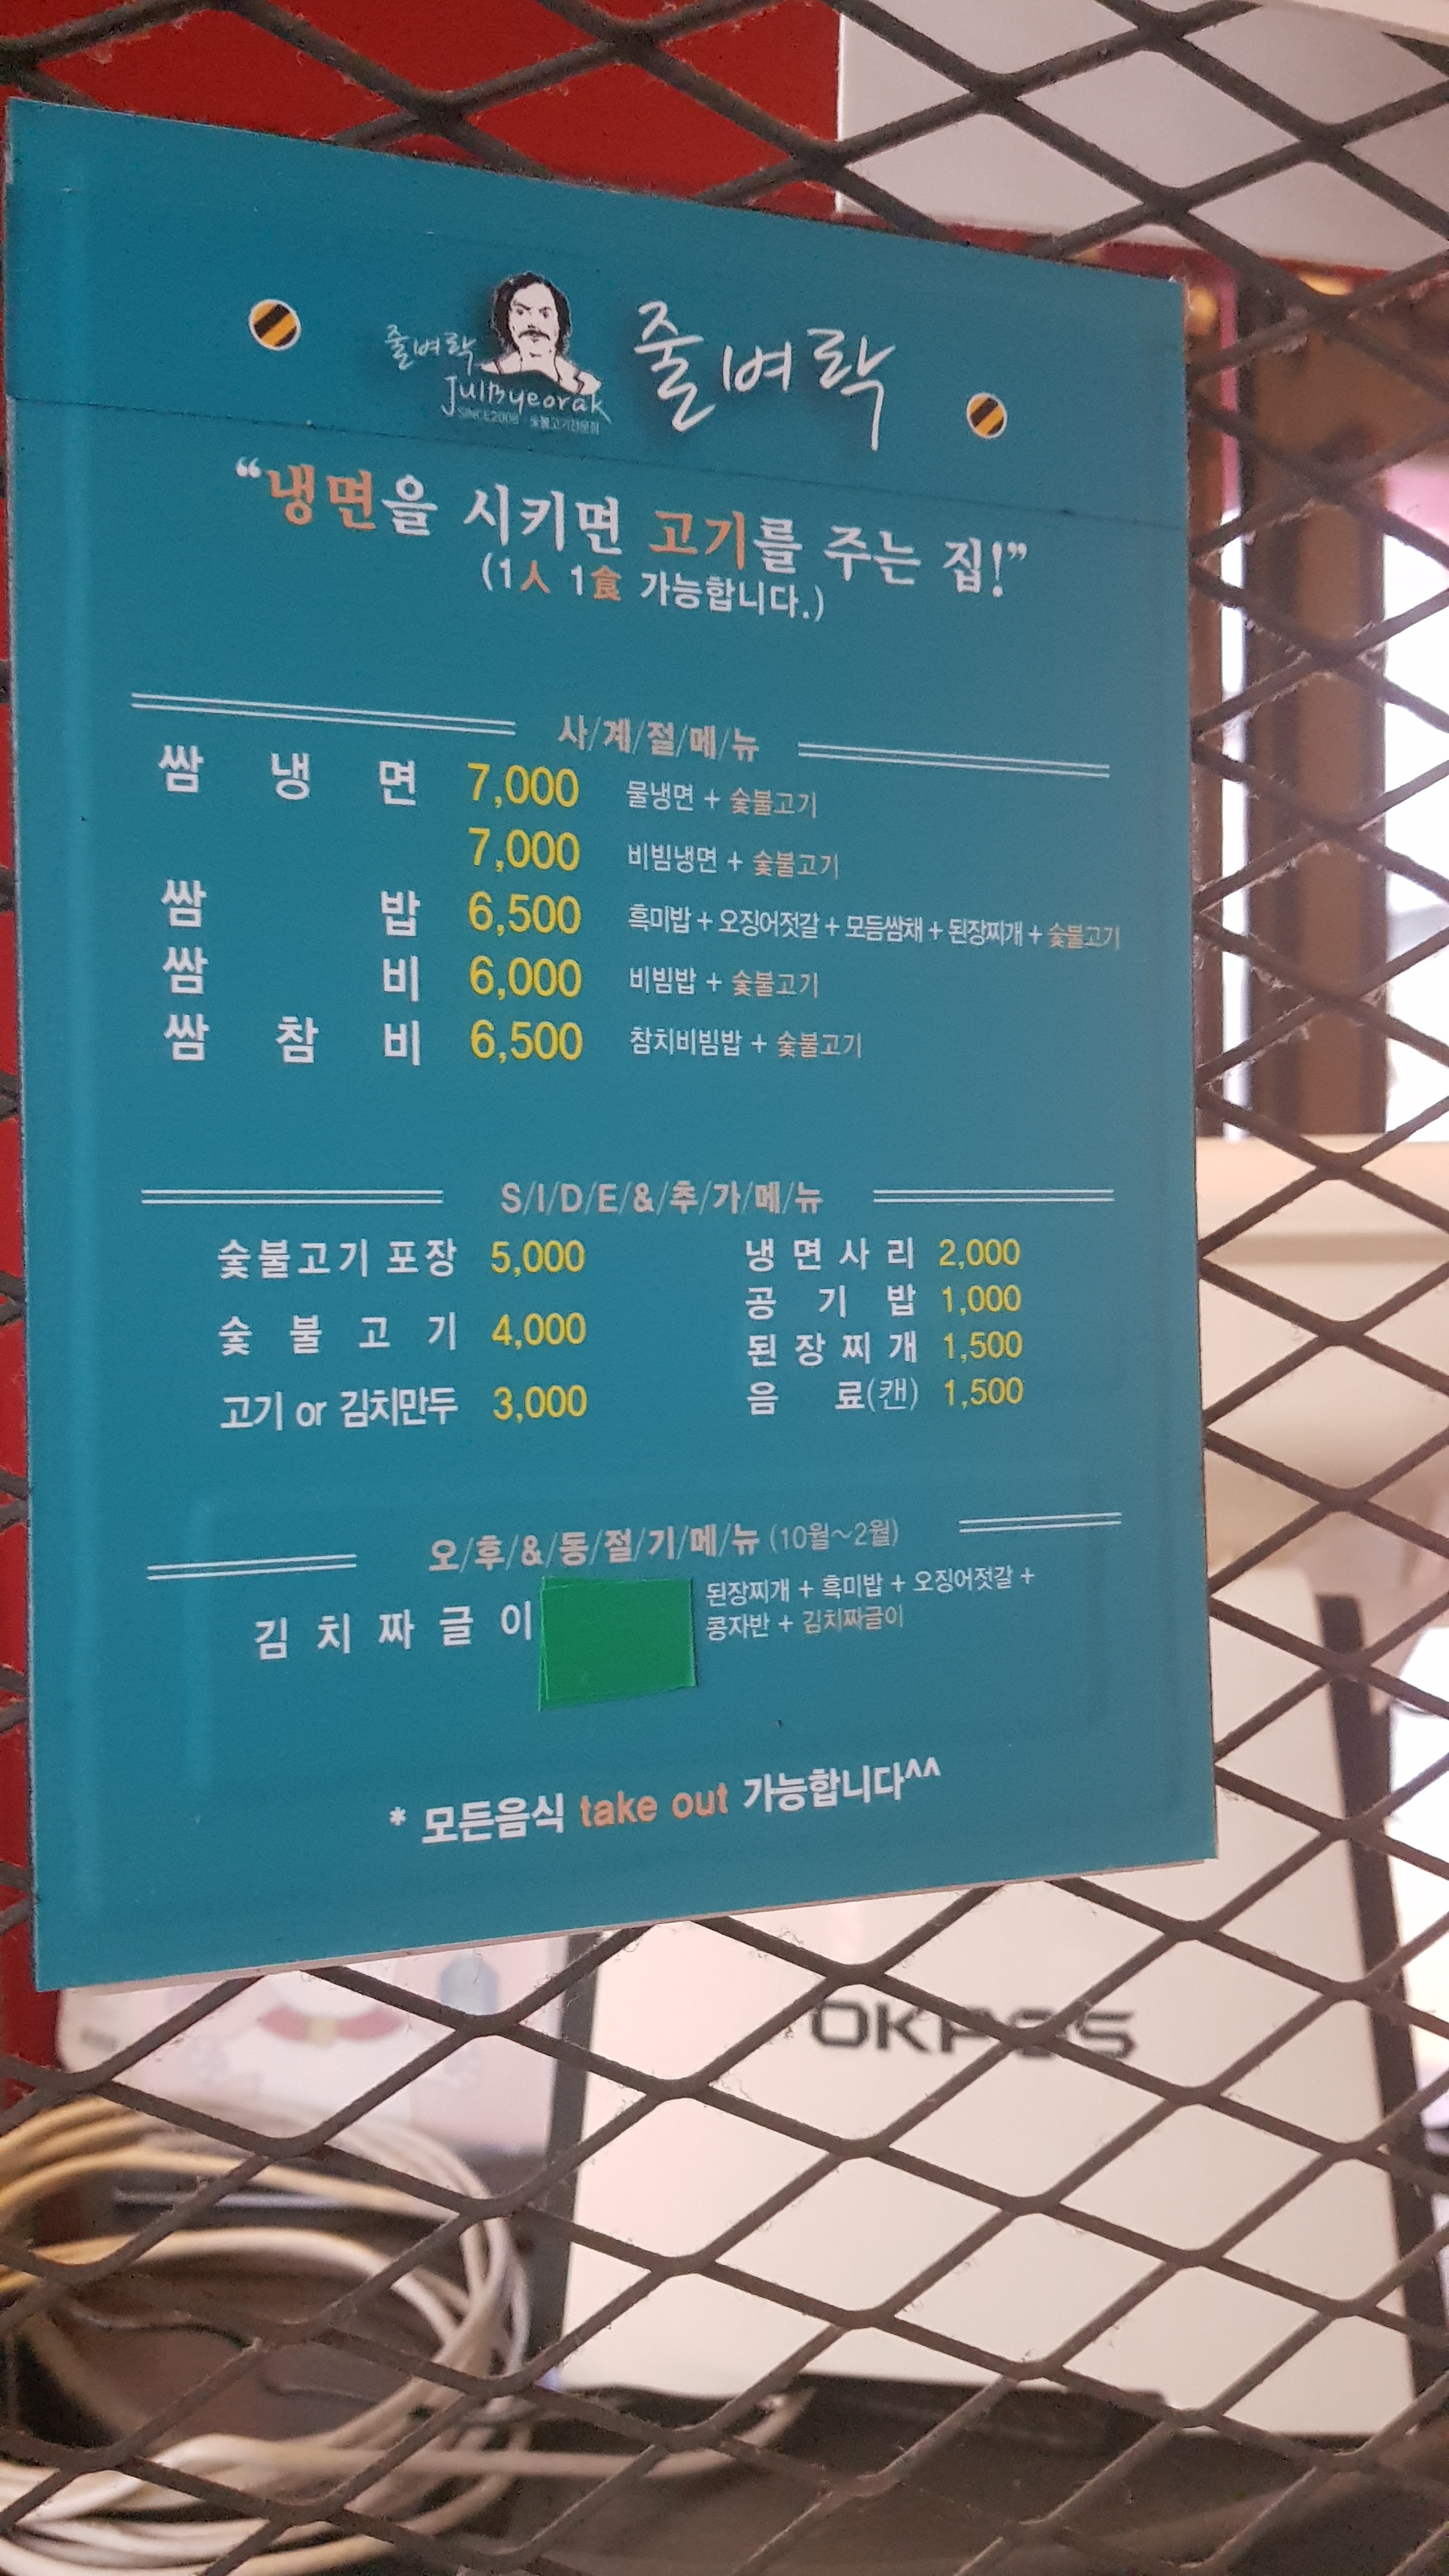 줄벼락
JulByeorak
SINCE2008 숯불고기전문점
줄벼락
“냉면을 시키면 고기를 주는 집!”
(1人 1食 가능합니다.)
사/계/절/메/뉴
쌈 냉 면 7,000 물냉면 + 숯불고기
7,000 비빔냉면 + 숯불고기
쌈 밥 6,500 흑미밥 + 오징어젓갈 + 모듬쌈채 + 된장찌개 + 숯불고기
쌈 비 6,000 비빔밥 + 숯불고기
쌈 참 비 6,500 참치비빔밥 + 숯불고기
S/I/D/E/&/추/가/메/뉴
숯불고기 포장 5,000
숯 불 고 기 4,000
고기 or 김치만두 3,000
냉 면 사 리 2,000
공 기 밥 1,000
된 장 찌 개 1,500
음 료(캔) 1,500
오/후/&/동/절/기/메/뉴 (10월~2월)
김 치 짜 글 이
된장찌개 + 흑미밥 + 오징어젓갈 +
콩자반 + 김치짜글이
* 모든음식 take out 가능합니다^^
OKPOS